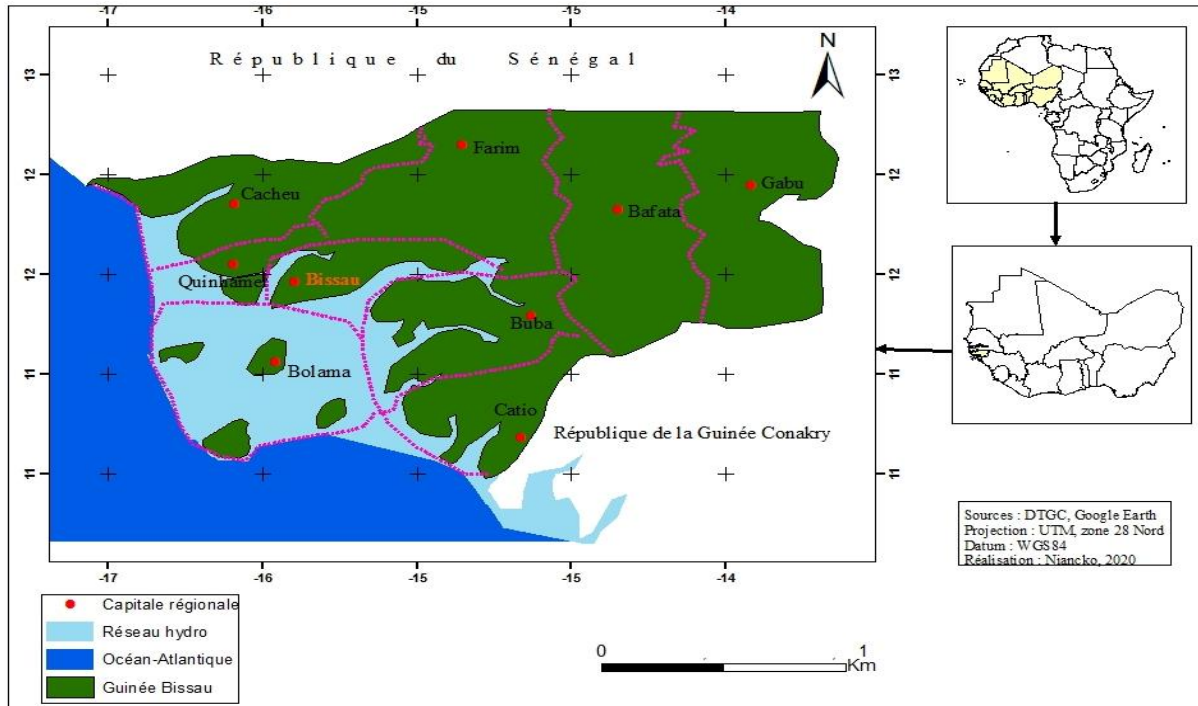 -17 -16 -15 -15 -14
République du Sénégal
N
13 13
Farim
12 12
Cacheu
Gabu
Bafata
12 12
Quinhamel
Bissau
Buba
11 11
Bolama
Catio
République de la Guinée Conakry
11 11
-17 -16 -15 -15 -14
Sources : DTGC, Google Earth
Projection : UTM, zone 28 Nord
Datum : WGS84
Réalisation : Niancko, 2020
Capitale régionale
Réseau hydro
Océan-Atlantique
Guinée Bissau
0 1
Km